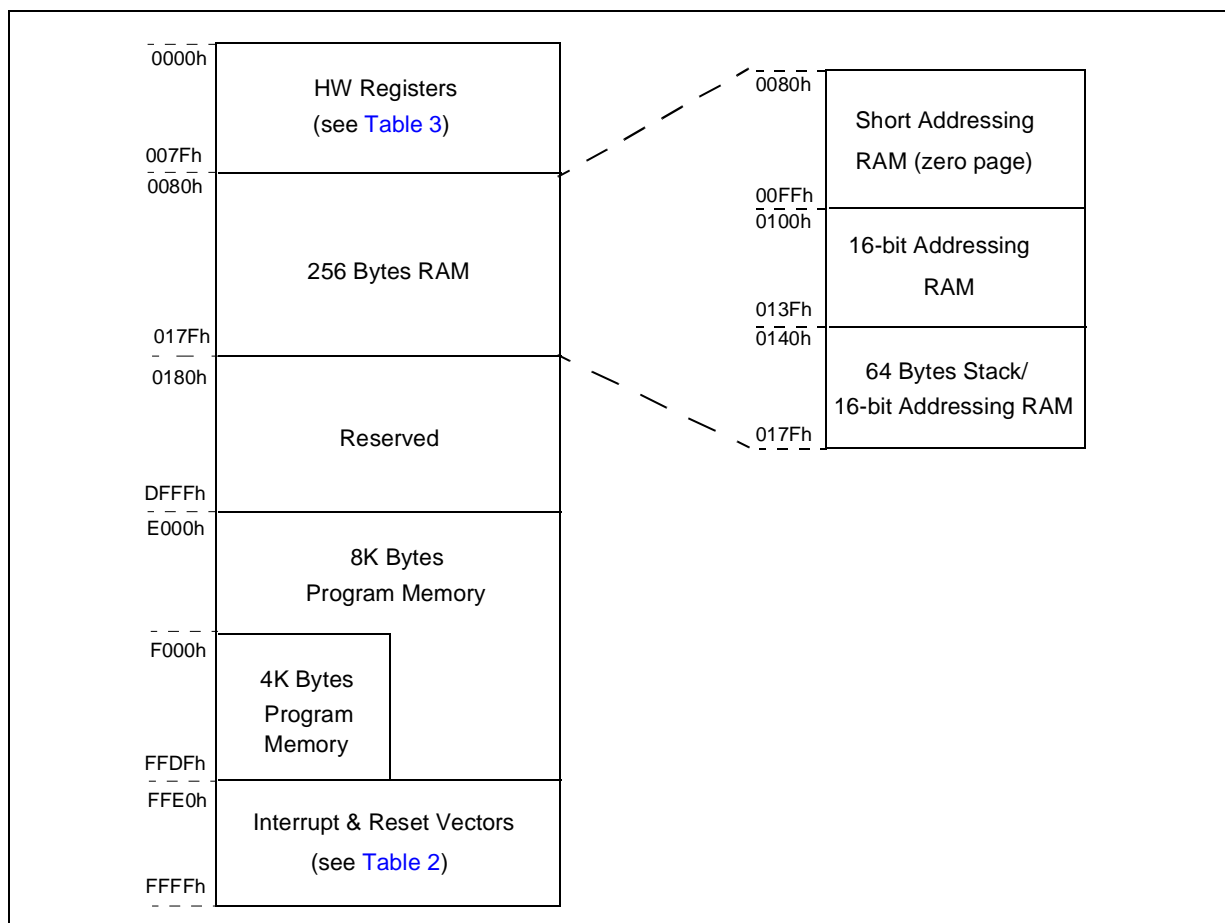 0000h
HW Registers
(see Table 3)
007Fh
0080h
256 Bytes RAM
017Fh
0180h
Reserved
DFFFh
E000h
8K Bytes
Program Memory
F000h
4K Bytes
Program
Memory
FFDFh
FFE0h
Interrupt & Reset Vectors
(see Table 2)
FFFFh
0080h
Short Addressing
RAM (zero page)
00FFh
0100h
16-bit Addressing
RAM
013Fh
0140h
64 Bytes Stack/
16-bit Addressing RAM
017Fh